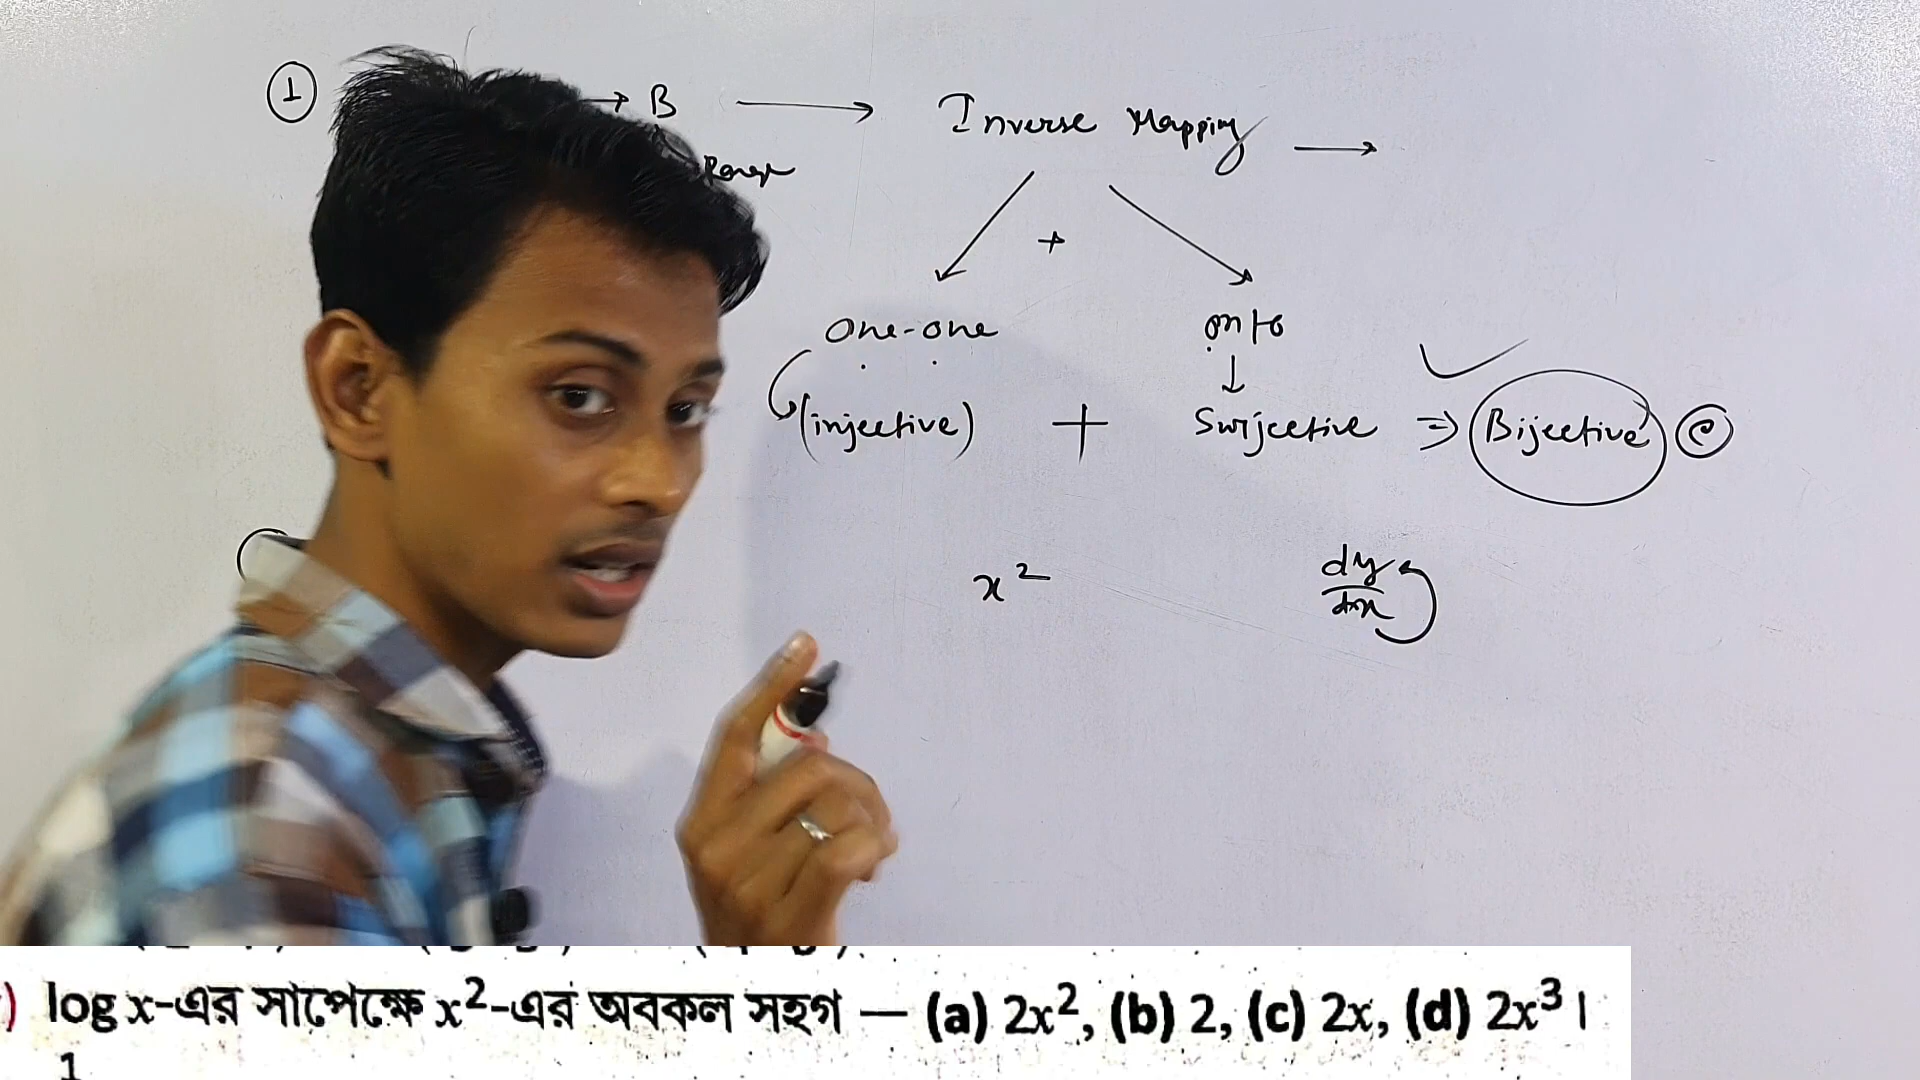 1 → B → Inverse Mapping →
Range
+
One-one onto
(injective) + Surjective ⇒ Bijective
x² dy/dx
log x-এর সাপেক্ষে x²-এর অবকল সহগ — (a) 2x², (b) 2, (c) 2x, (d) 2x³।
1